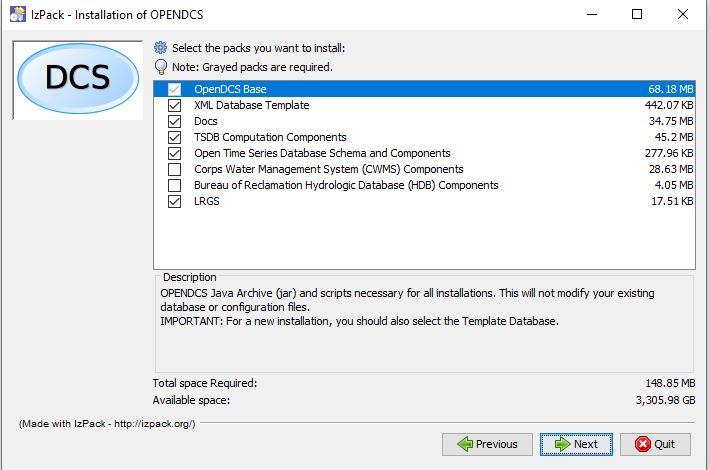 IzPack - Installation of OPENDCS
DCS
Select the packs you want to install:
Note: Grayed packs are required.
OpenDCS Base 68.18 MB
XML Database Template 442.07 KB
Docs 34.75 MB
TSDB Computation Components 45.2 MB
Open Time Series Database Schema and Components 277.96 KB
Corps Water Management System (CWMS) Components 28.63 MB
Bureau of Reclamation Hydrologic Database (HDB) Components 4.05 MB
LRGS 17.51 KB
Description
OPENDCS Java Archive (jar) and scripts necessary for all installations. This will not modify your existing
database or configuration files.
IMPORTANT: For a new installation, you should also select the Template Database.
Total space Required: 148.85 MB
Available space: 3,305.98 GB
(Made with IzPack - http://izpack.org/)
Previous Next Quit